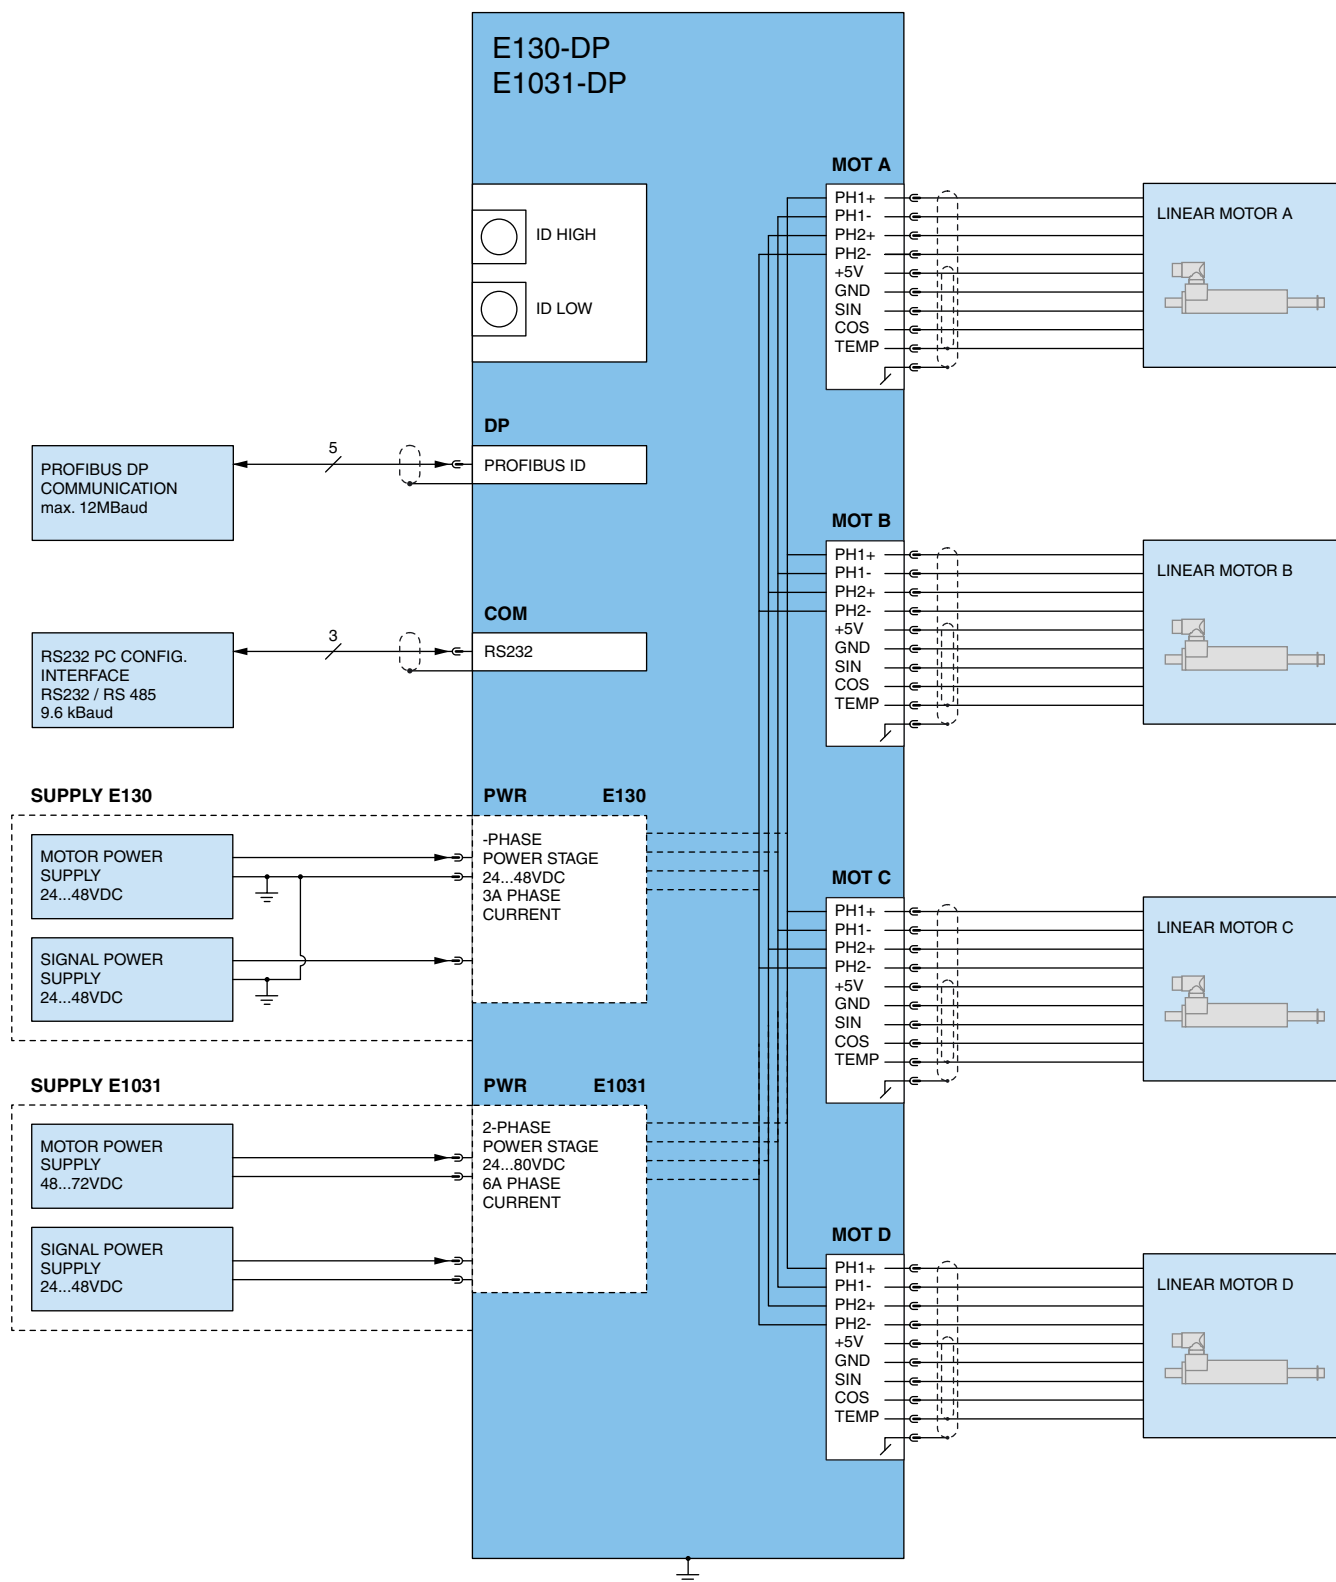 E130-DP
E1031-DP
ID HIGH
ID LOW
DP
PROFIBUS ID
PROFIBUS DP
COMMUNICATION
max. 12MBaud
5
COM
RS232
RS232 PC CONFIG.
INTERFACE
RS232 / RS 485
9.6 kBaud
3
SUPPLY E130
MOTOR POWER
SUPPLY
24...48VDC
SIGNAL POWER
SUPPLY
24...48VDC
PWR E130
-PHASE
POWER STAGE
24...48VDC
3A PHASE
CURRENT
SUPPLY E1031
MOTOR POWER
SUPPLY
48...72VDC
SIGNAL POWER
SUPPLY
24...48VDC
PWR E1031
2-PHASE
POWER STAGE
24...80VDC
6A PHASE
CURRENT
MOT A
PH1+
PH1-
PH2+
PH2-
+5V
GND
SIN
COS
TEMP
LINEAR MOTOR A
MOT B
PH1+
PH1-
PH2+
PH2-
+5V
GND
SIN
COS
TEMP
LINEAR MOTOR B
MOT C
PH1+
PH1-
PH2+
PH2-
+5V
GND
SIN
COS
TEMP
LINEAR MOTOR C
MOT D
PH1+
PH1-
PH2+
PH2-
+5V
GND
SIN
COS
TEMP
LINEAR MOTOR D